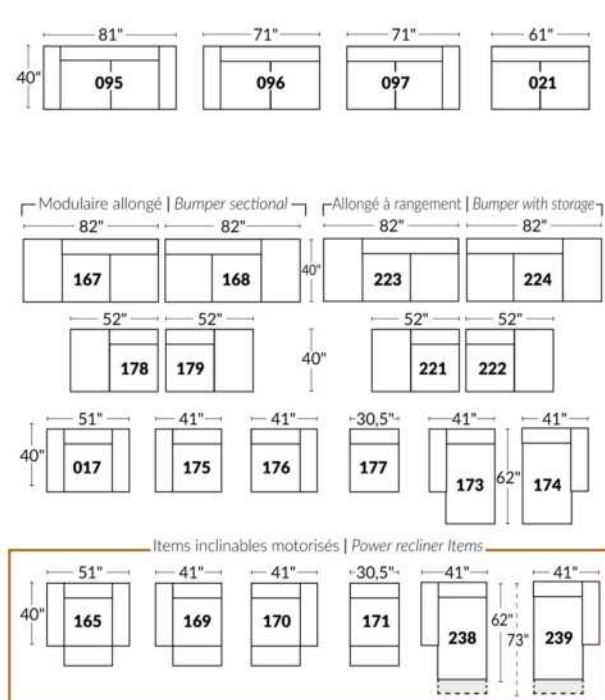 81" 71" 71" 61"
40" 095 096 097 021
Modulaire allongé | Bumper sectional Allongé à rangement | Bumper with storage
82" 82" 82" 82"
167 168 40" 223 224
52" 52" 52" 52"
178 179 40" 221 222
51" 41" 41" 30,5" 41" 41"
40" 017 175 176 177 173 62" 174
Items inclinables motorisés | Power recliner Items
51" 41" 41" 30,5" 41" 41"
40" 165 169 170 171 238 62" 73" 239